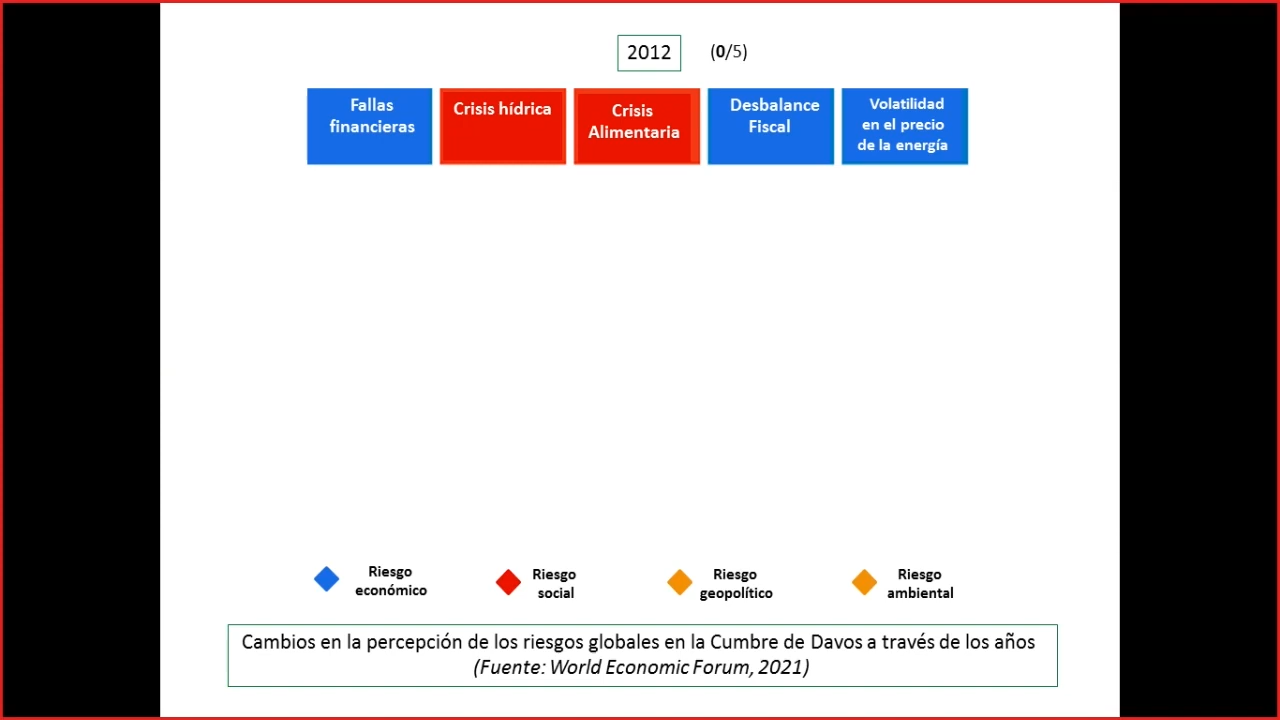 2012 (0/5)
Fallas
financieras
Crisis hídrica
Crisis
Alimentaria
Desbalance
Fiscal
Volatilidad
en el precio
de la energía
Riesgo
económico
Riesgo
social
Riesgo
geopolítico
Riesgo
ambiental
Cambios en la percepción de los riesgos globales en la Cumbre de Davos a través de los años
(Fuente: World Economic Forum, 2021)